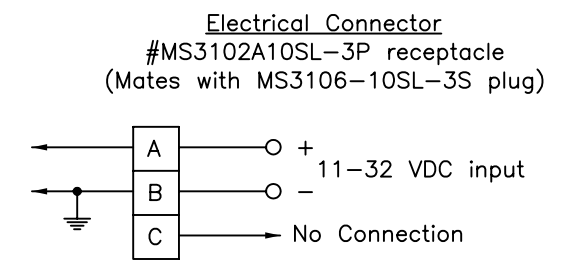 Electrical Connector
#MS3102A10SL-3P receptacle
(Mates with MS3106-10SL-3S plug)
A
+
11-32 VDC input
B
-
C
No Connection